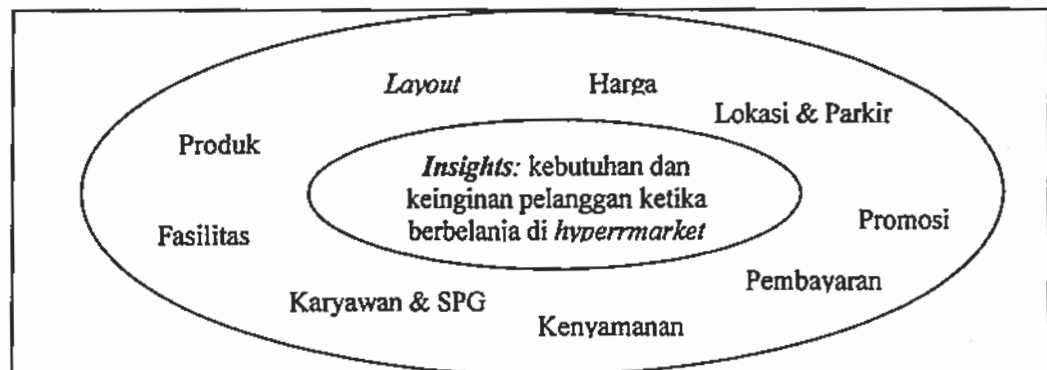 Layout
Harga
Lokasi & Parkir
Produk
Insights: kebutuhan dan
keinginan pelanggan ketika
berbelanja di hyperrmarket
Promosi
Fasilitas
Pembayaran
Karyawan & SPG
Kenyamanan